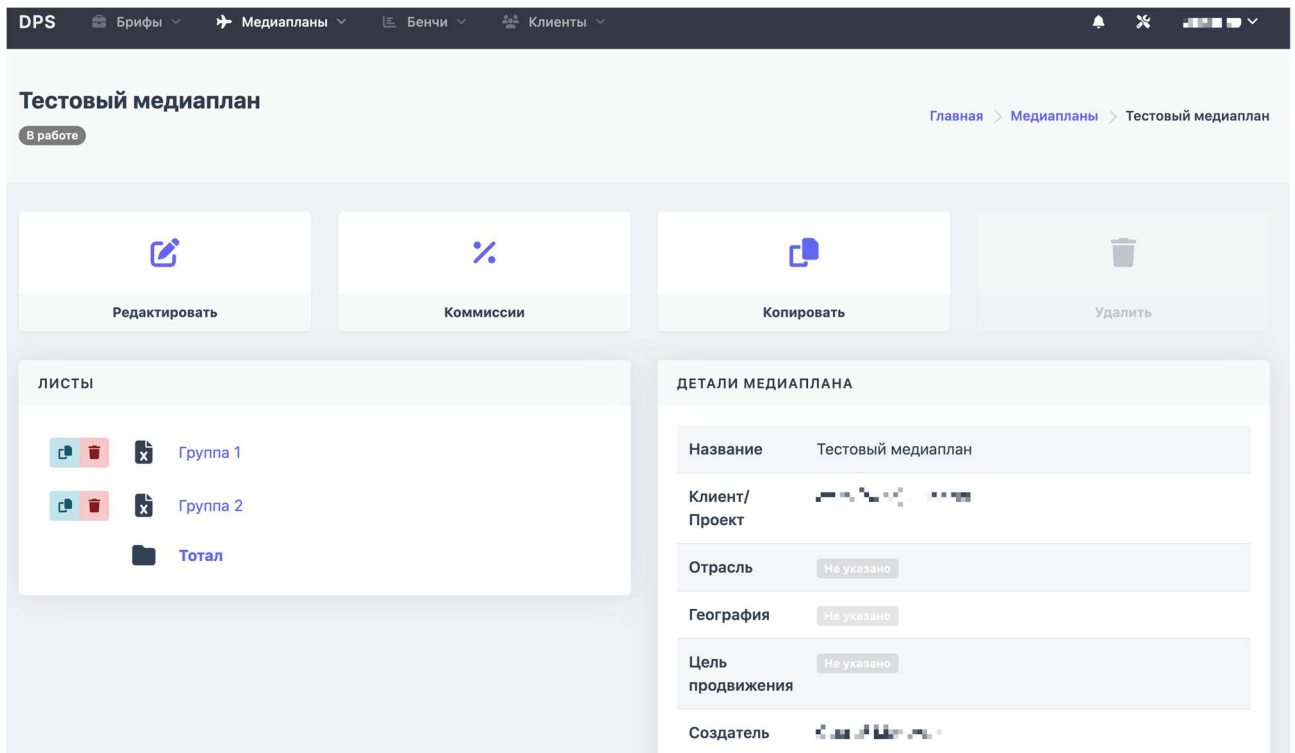 DPS Брифы Медиапланы Бенчи Клиенты
Тестовый медиаплан
В работе
Главная > Медиапланы > Тестовый медиаплан
Редактировать
Коммиссии
Копировать
Удалить
ЛИСТЫ
Группа 1
Группа 2
Тотал
ДЕТАЛИ МЕДИАПЛАНА
Название Тестовый медиаплан
Клиент/
Проект
Отрасль Не указано
География Не указано
Цель
продвижения Не указано
Создатель